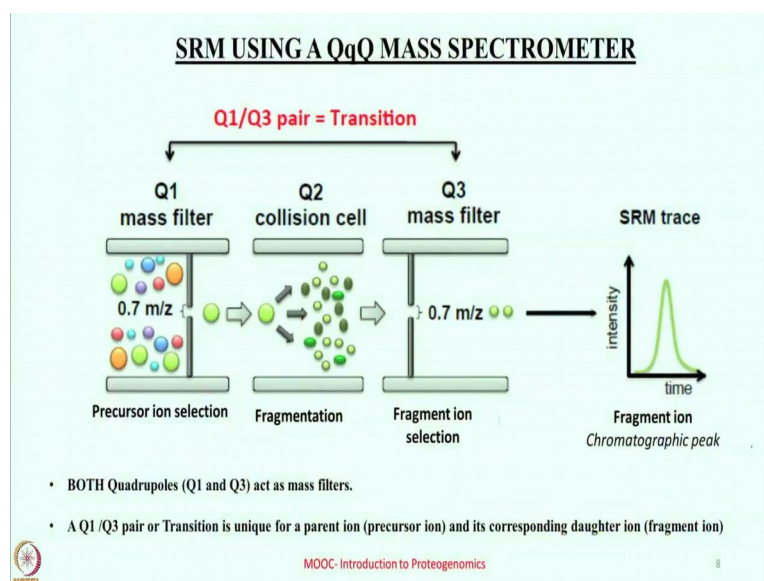 SRM USING A QqQ MASS SPECTROMETER
Q1/Q3 pair = Transition
Q1
mass filter
Q2
collision cell
Q3
mass filter
SRM trace
0.7 m/z
0.7 m/z
intensity
time
Precursor ion selection
Fragmentation
Fragment ion
selection
Fragment ion
Chromatographic peak
• BOTH Quadrupoles (Q1 and Q3) act as mass filters.
• A Q1 /Q3 pair or Transition is unique for a parent ion (precursor ion) and its corresponding daughter ion (fragment ion)
MOOC- Introduction to Proteogenomics
8